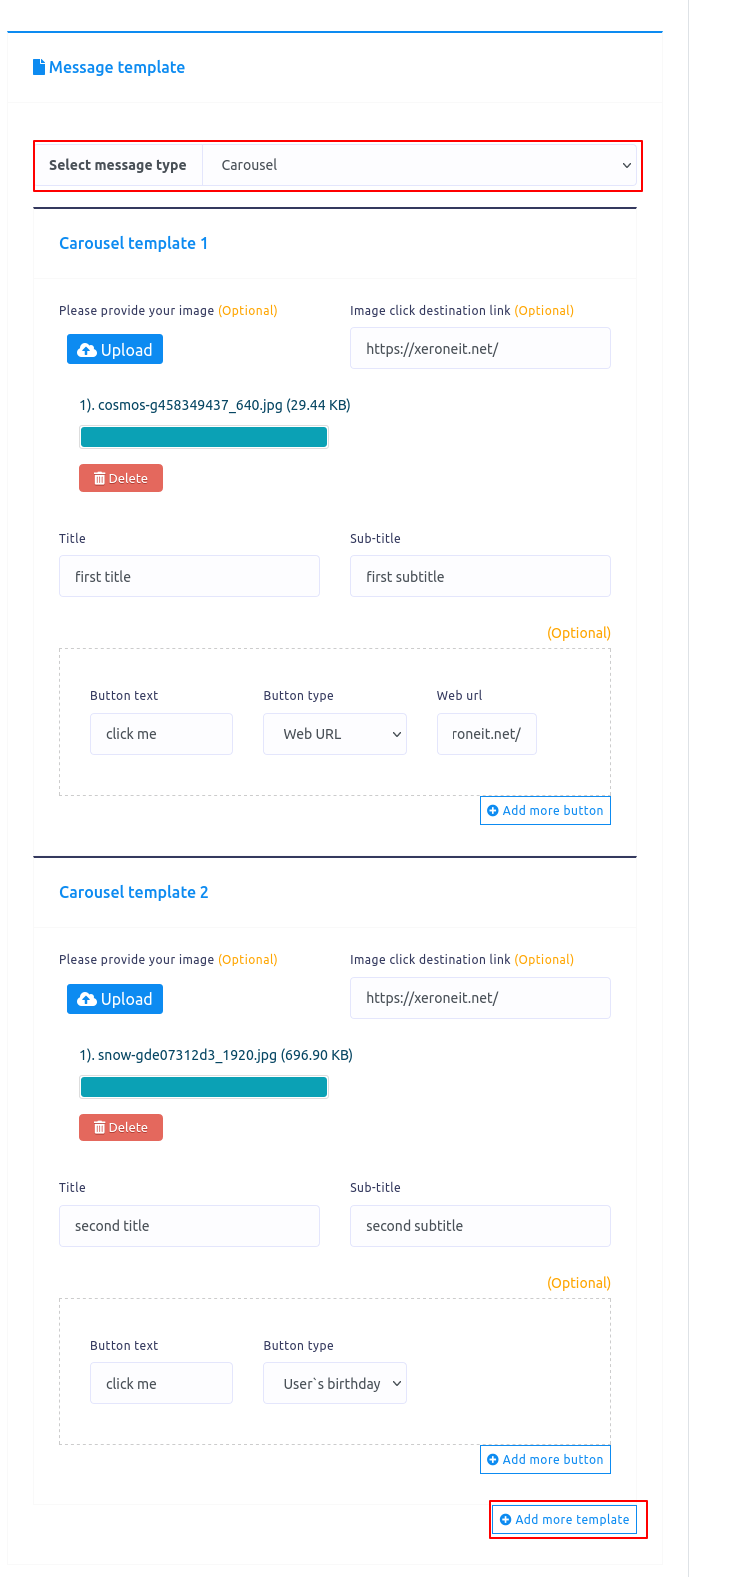 Message template
Select message type Carousel
Carousel template 1
Please provide your image (Optional) Image click destination link (Optional)
Upload https://xeroneit.net/
1). cosmos-g458349437_640.jpg (29.44 KB)
Delete
Title Sub-title
first title first subtitle
(Optional)
Button text Button type Web url
click me Web URL roneit.net/
Add more button
Carousel template 2
Please provide your image (Optional) Image click destination link (Optional)
Upload https://xeroneit.net/
1). snow-gde07312d3_1920.jpg (696.90 KB)
Delete
Title Sub-title
second title second subtitle
(Optional)
Button text Button type
click me User`s birthday
Add more button
Add more template